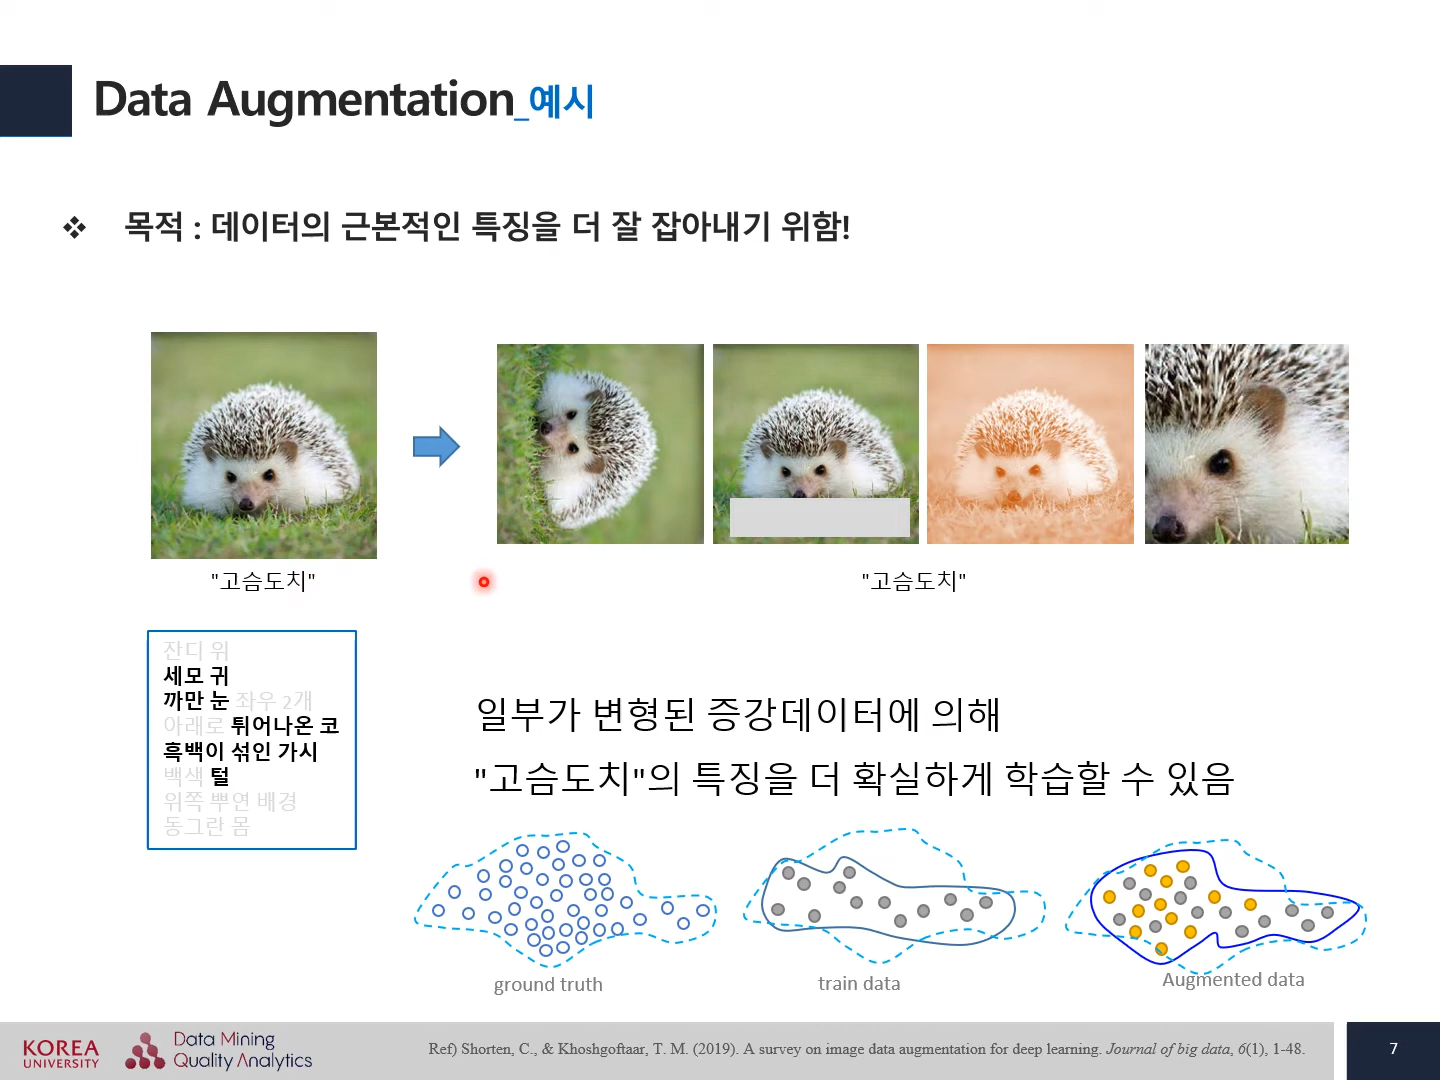 Data Augmentation_예시
❖ 목적 : 데이터의 근본적인 특징을 더 잘 잡아내기 위함!
"고슴도치"
"고슴도치"
잔디 위
세모 귀
까만 눈 좌우 2개
아래로 튀어나온 코
흑백이 섞인 가시
백색 털
위쪽 뿌연 배경
동그란 몸
일부가 변형된 증강데이터에 의해
"고슴도치"의 특징을 더 확실하게 학습할 수 있음
ground truth
train data
Augmented data
KOREA
UNIVERSITY
Data Mining
Quality Analytics
Ref) Shorten, C., & Khoshgoftaar, T. M. (2019). A survey on image data augmentation for deep learning. Journal of big data, 6(1), 1-48.
7